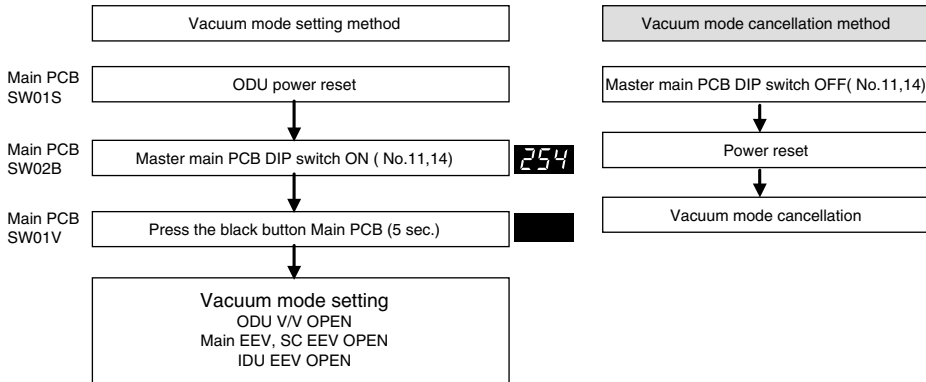 Vacuum mode setting method
Main PCB
SW01S
ODU power reset
Main PCB
SW02B
Master main PCB DIP switch ON ( No.11,14)
254
Main PCB
SW01V
Press the black button Main PCB (5 sec.)
Vacuum mode setting
ODU V/V OPEN
Main EEV, SC EEV OPEN
IDU EEV OPEN
Vacuum mode cancellation method
Master main PCB DIP switch OFF( No.11,14)
Power reset
Vacuum mode cancellation